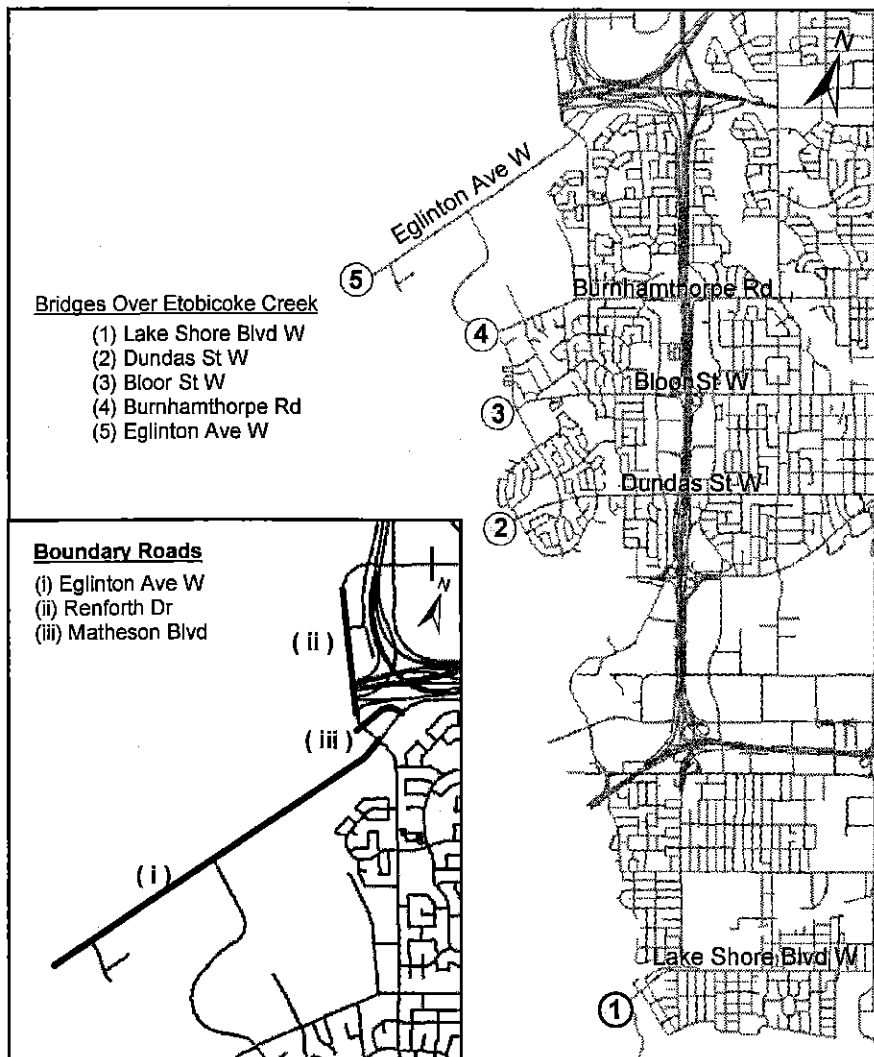 N
Eglinton Ave W
5
Bridges Over Etobicoke Creek
(1) Lake Shore Blvd W
(2) Dundas St W
(3) Bloor St W
(4) Burnhamthorpe Rd
(5) Eglinton Ave W
Burnhamthorpe Rd
4
Bloor St W
3
Dundas St W
2
Boundary Roads
(i) Eglinton Ave W
(ii) Renforth Dr
(iii) Matheson Blvd
N
( ii )
( iii )
( i )
Lake Shore Blvd W
1